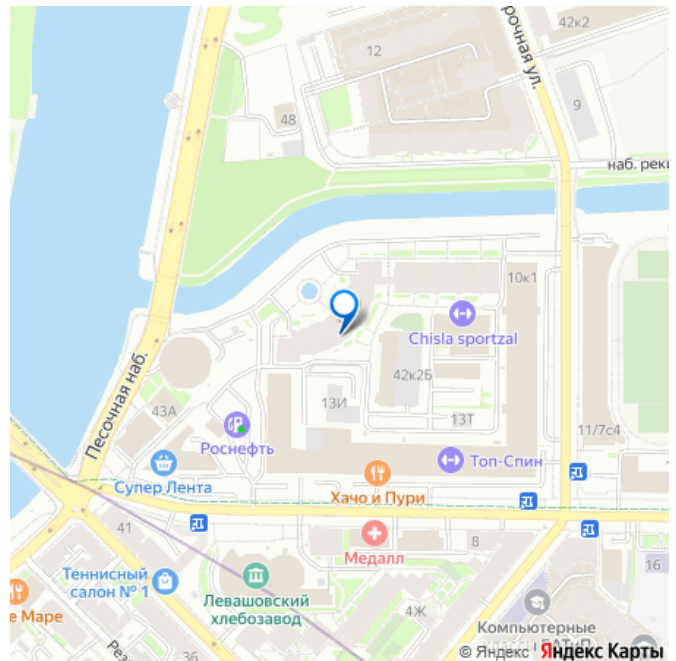 42к2
12
рочная ул.
48
9
наб. реки
10к1
Chisla sportzal
Песочная наб.
42к2Б
13И
43А
13Т
11/7с4
Роснефть
Топ-Спин
Супер Лента
Хачо и Пури
41
Медалл
8
16
Теннисный
салон № 1
Левашовский
хлебозавод
е Маре
4Ж
Компьютерные
36
© Яндекс Яндекс Карты